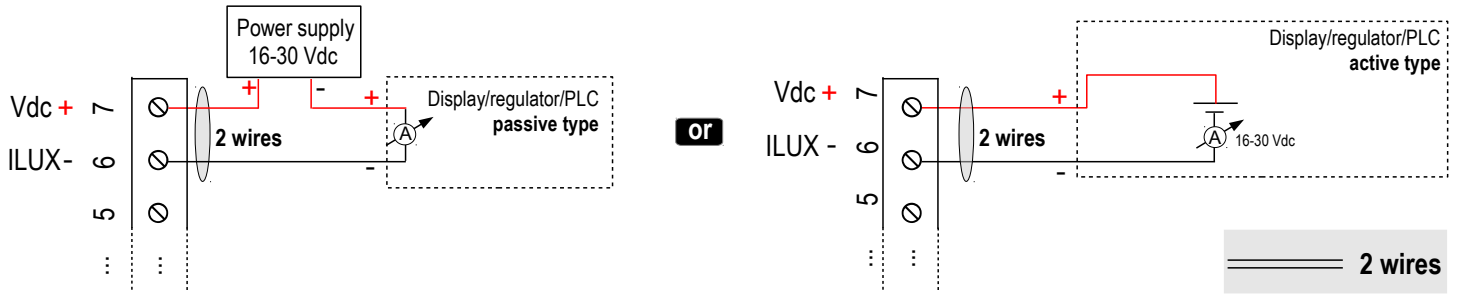 Power supply
16-30 Vdc
+ -
+
Vdc + 7
Display/regulator/PLC
passive type
A
2 wires
ILUX- 6
-
5
...
...
or
Display/regulator/PLC
active type
Vdc + 7
+
2 wires
A
16-30 Vdc
ILUX - 6
-
5
...
...
2 wires